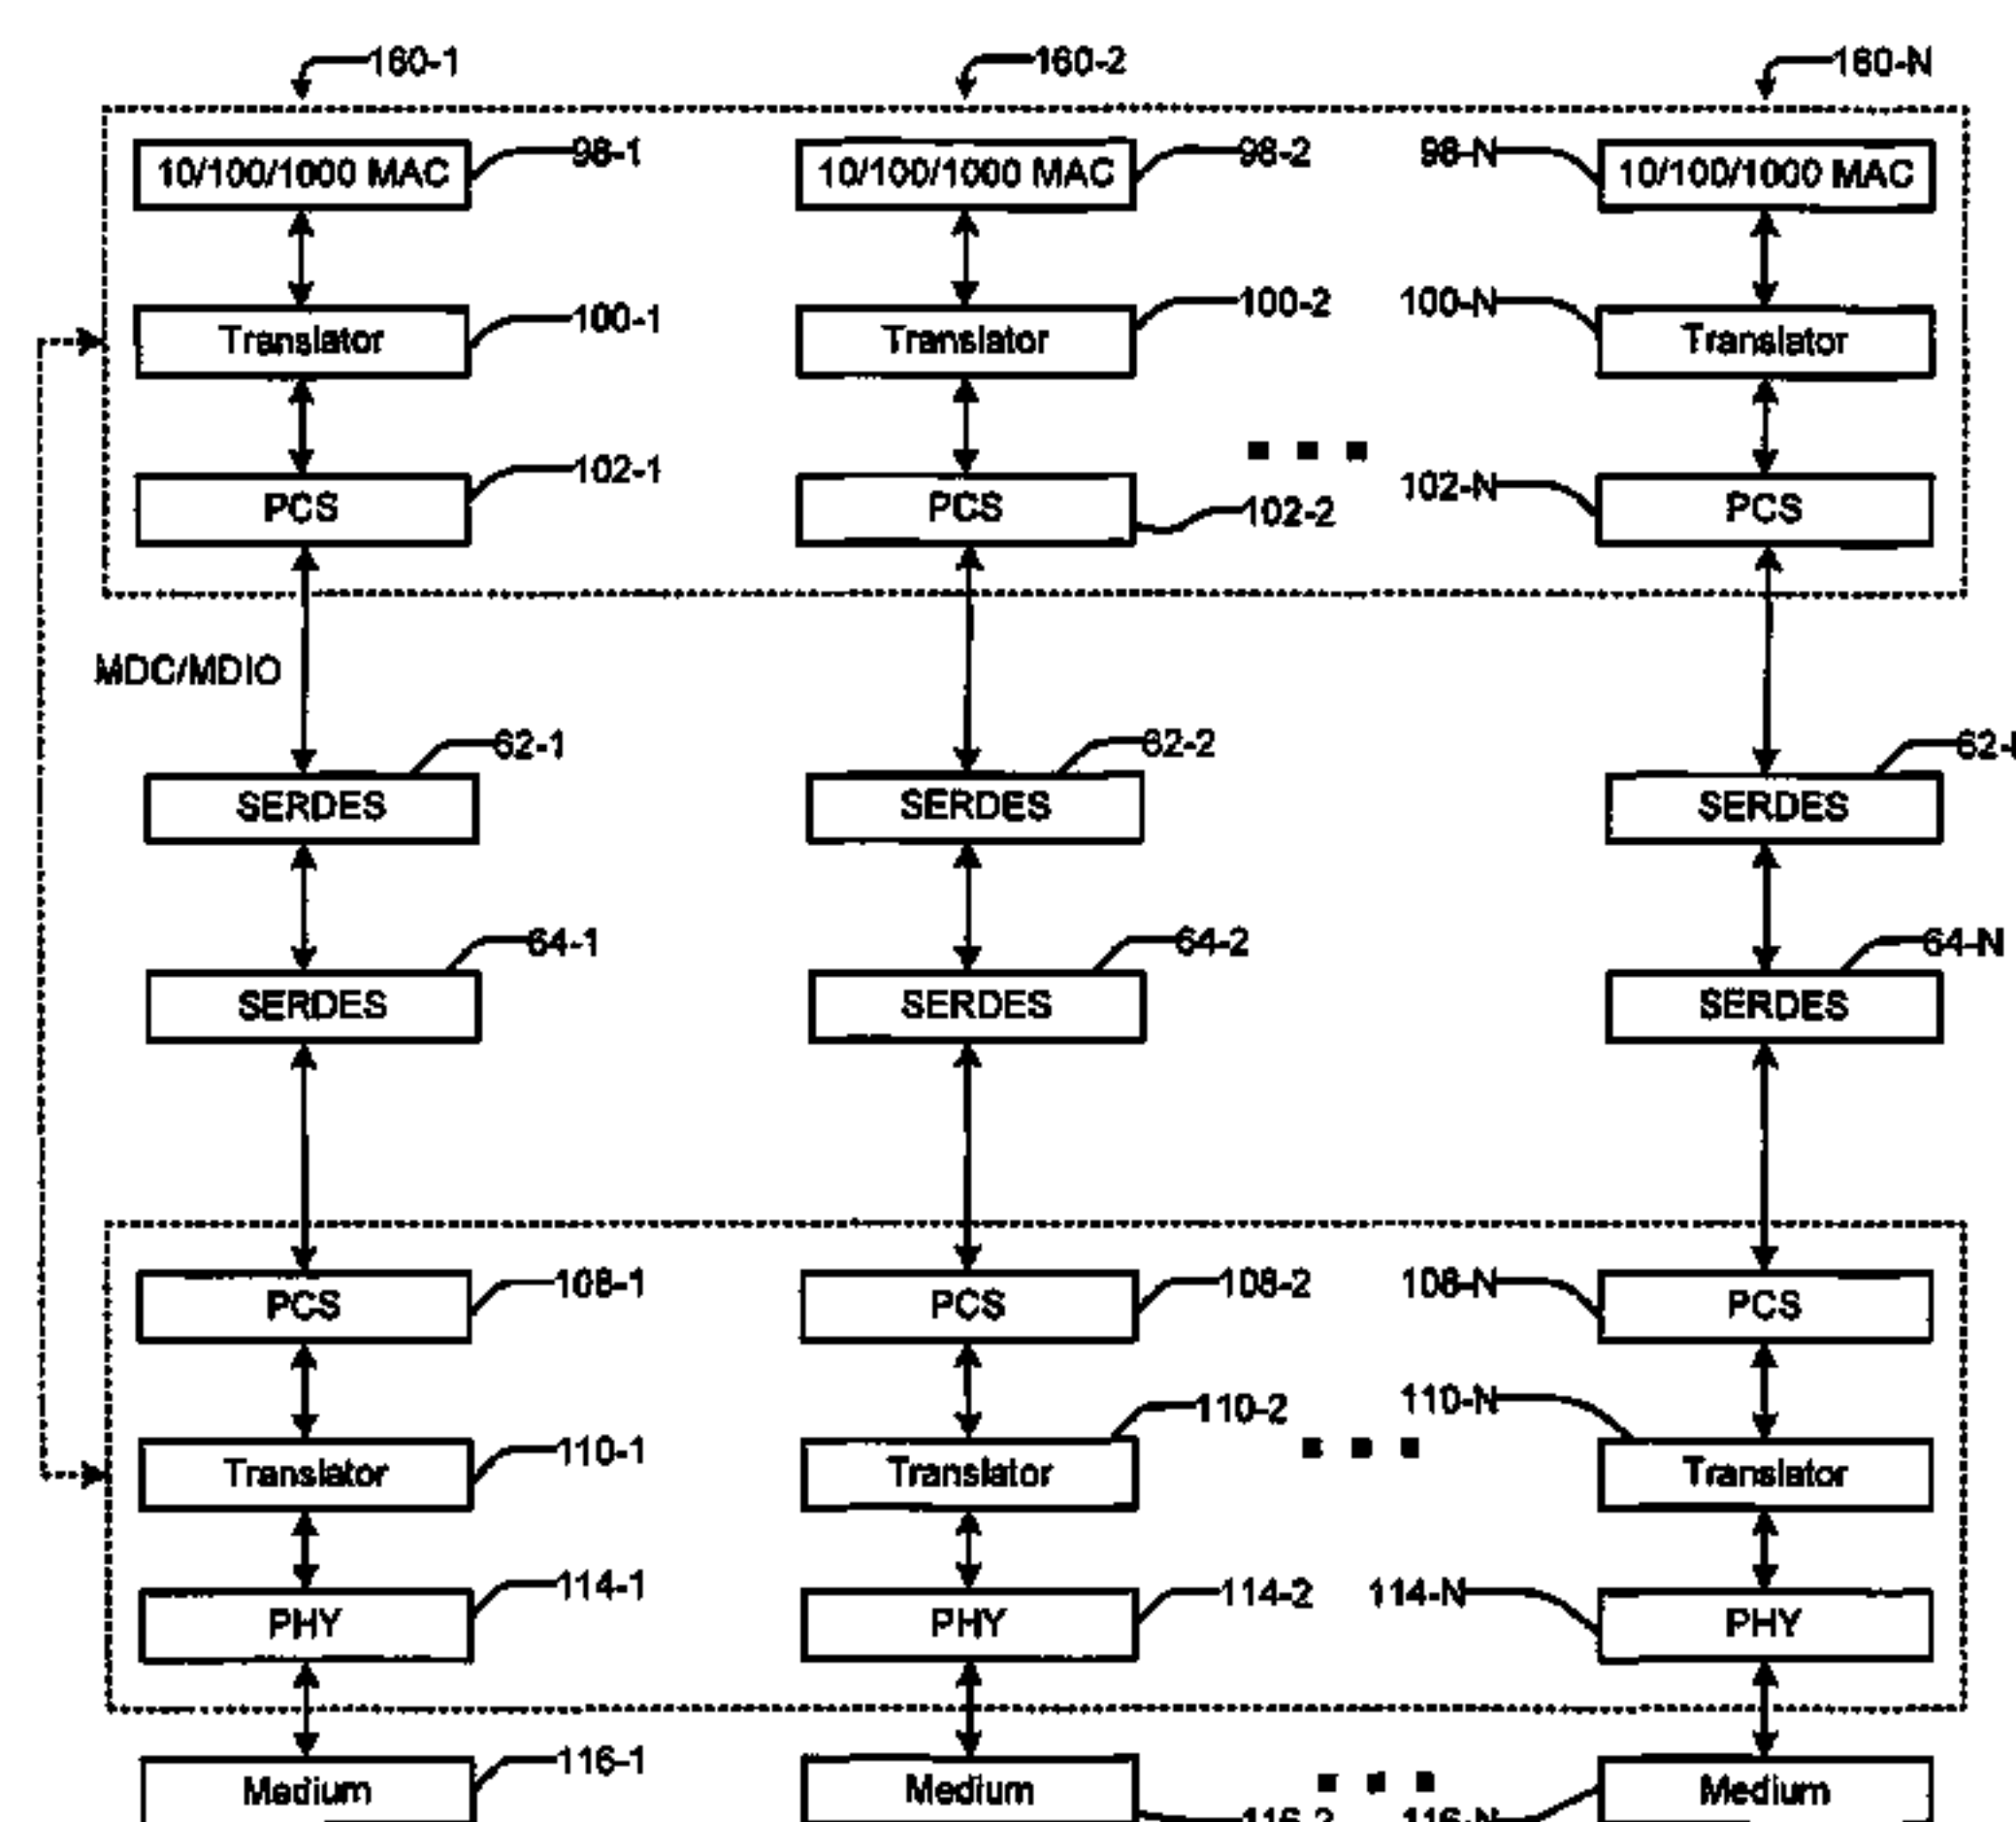 160-1 160-2 160-N
10/100/1000 MAC 98-1 10/100/1000 MAC 98-2 98-N 10/100/1000 MAC
Translator 100-1 Translator 100-2 100-N Translator
PCS 102-1 PCS 102-2 102-N PCS
MDC/MDIO
62-1 62-2
SERDES SERDES SERDES
64-1 64-2 64-N
SERDES SERDES SERDES
PCS 108-1 PCS 108-2 108-N PCS
Translator 110-1 Translator 110-2 110-N Translator
PHY 114-1 PHY 114-2 114-N PHY
Medium 116-1 Medium 116-2 116-N Medium